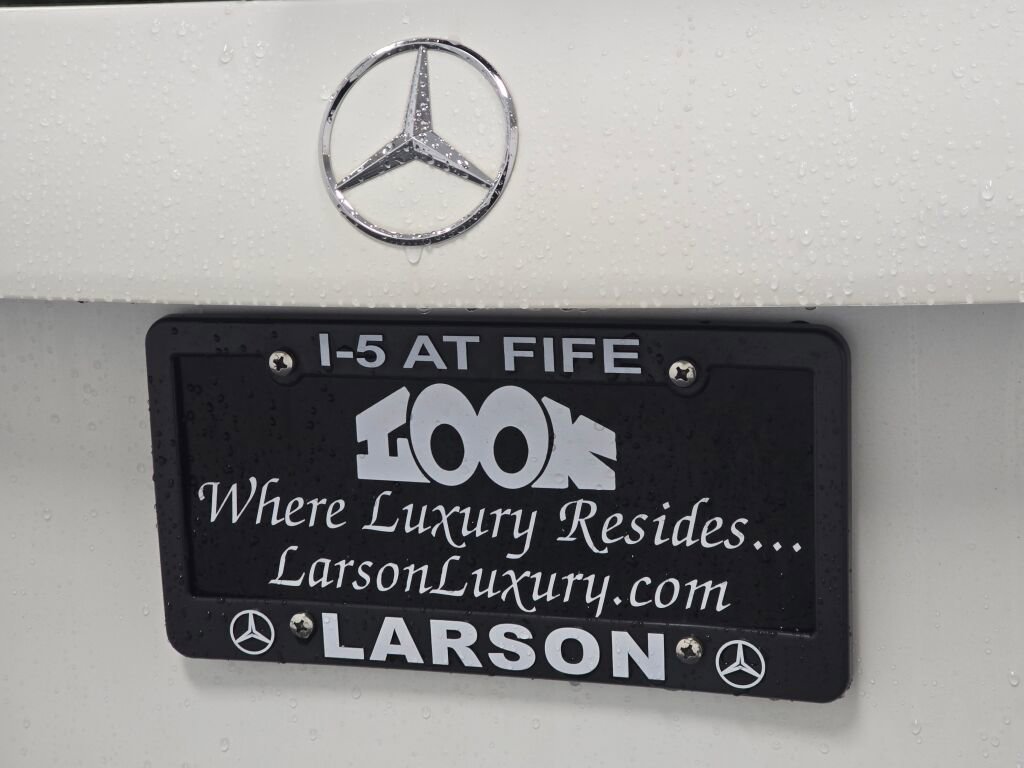 I-5 AT FIFE
LOOK
Where Luxury Resides...
LarsonLuxury.com
LARSON